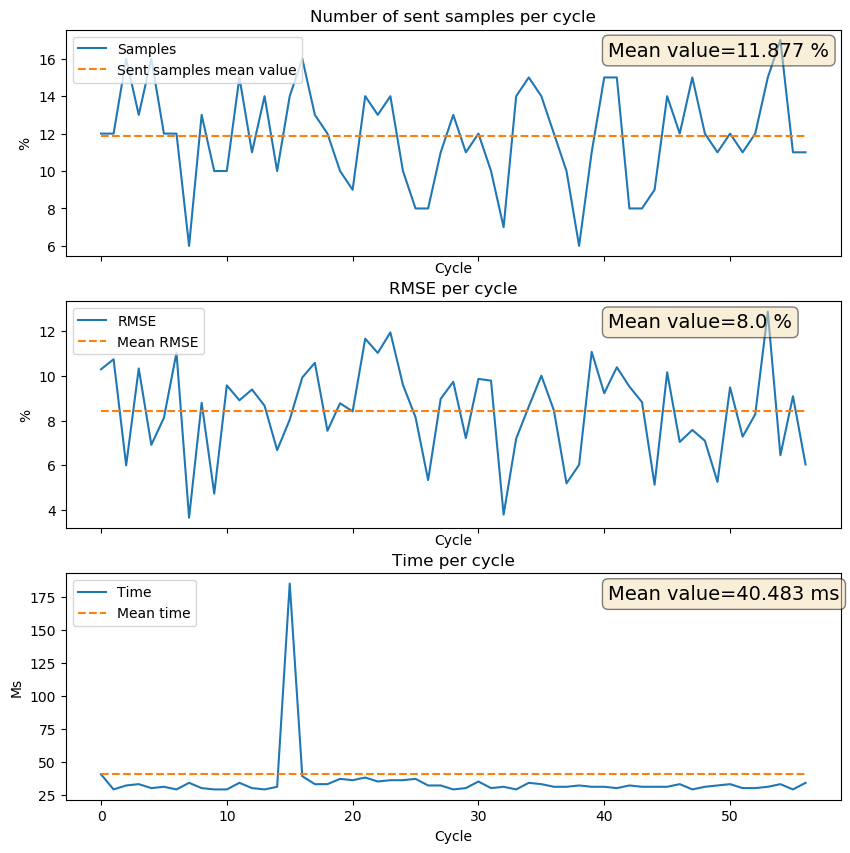 Number of sent samples per cycle
Samples
Sent samples mean value
Mean value=11.877 %
16
14
12
10
8
6
%
Cycle
RMSE per cycle
RMSE
Mean RMSE
Mean value=8.0 %
12
10
8
6
4
%
Cycle
Time per cycle
Time
Mean time
Mean value=40.483 ms
175
150
125
100
75
50
25
Ms
0 10 20 30 40 50
Cycle